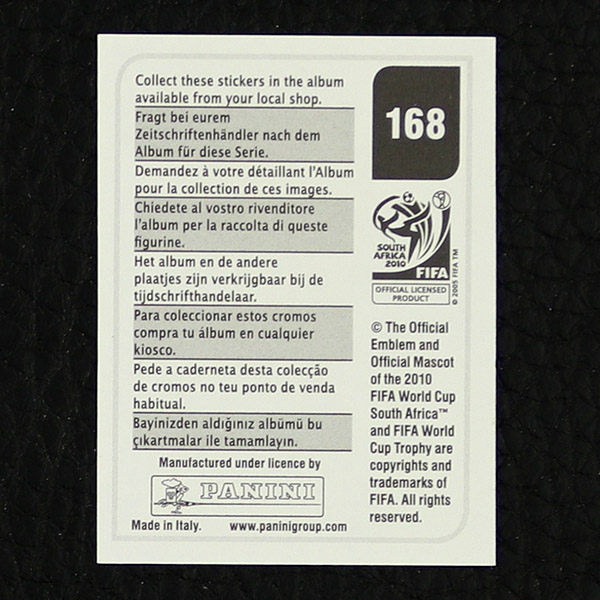 Collect these stickers in the album
available from your local shop.
Fragt bei eurem
Zeitschriftenhändler nach dem
Album für diese Serie.
Demandez à votre détaillant l'Album
pour la collection de ces images.
Chiedete al vostro rivenditore
l'album per la raccolta di queste
figurine.
Het album en de andere
plaatjes zijn verkrijgbaar bij de
tijdschrifthandelaar.
Para coleccionar estos cromos
compra tu álbum en cualquier
kiosco.
Pede a caderneta desta colecção
de cromos no teu ponto de venda
habitual.
Bayinizden aldığınız albümü bu
çıkartmalar ile tamamlayın.
Manufactured under licence by
PANINI
Made in Italy. www.paninigroup.com
168
SOUTH
AFRICA
2010
FIFA
OFFICIAL LICENSED
PRODUCT
© 2005 FIFA TM
© The Official
Emblem and
Official Mascot
of the 2010
FIFA World Cup
South Africa™
and FIFA World
Cup Trophy are
copyrights and
trademarks of
FIFA. All rights
reserved.